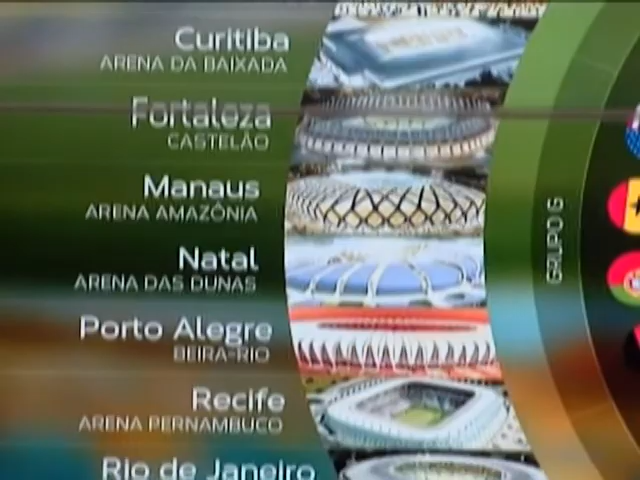 Curitiba
ARENA DA BAIXADA
Fortaleza
CASTELÃO
Manaus
ARENA AMAZÔNIA
Natal
ARENA DAS DUNAS
Porto Alegre
BEIRA-RIO
Recife
ARENA PERNAMBUCO
Rio de Janeiro
GRUPO G